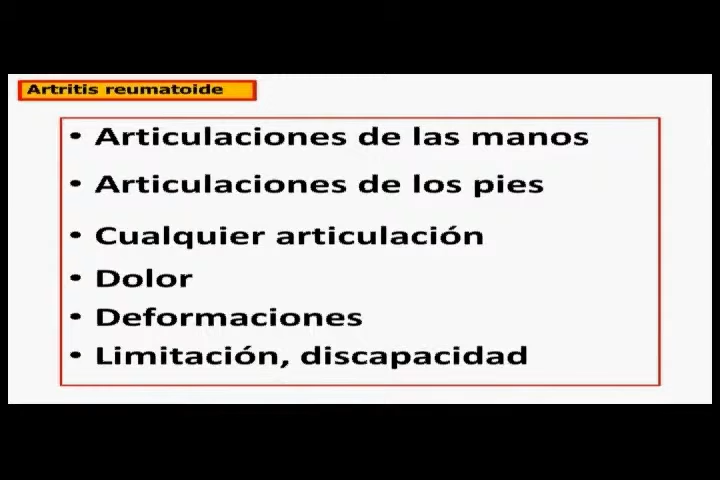 Artritis reumatoide
• Articulaciones de las manos
• Articulaciones de los pies
• Cualquier articulación
• Dolor
• Deformaciones
• Limitación, discapacidad